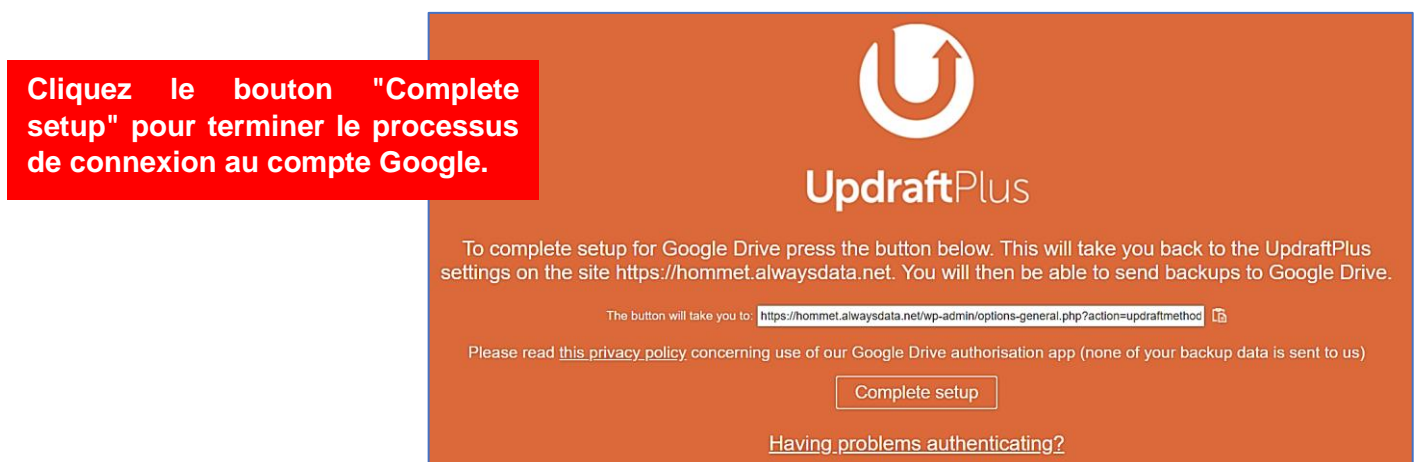 Cliquez le bouton "Complete
setup" pour terminer le processus
de connexion au compte Google.
UpdraftPlus
To complete setup for Google Drive press the button below. This will take you back to the UpdraftPlus
settings on the site https://hommet.alwaysdata.net. You will then be able to send backups to Google Drive.
The button will take you to: https://hommet.alwaysdata.net/wp-admin/options-general.php?action=updraftmethod
Please read this privacy policy concerning use of our Google Drive authorisation app (none of your backup data is sent to us)
Complete setup
Having problems authenticating?